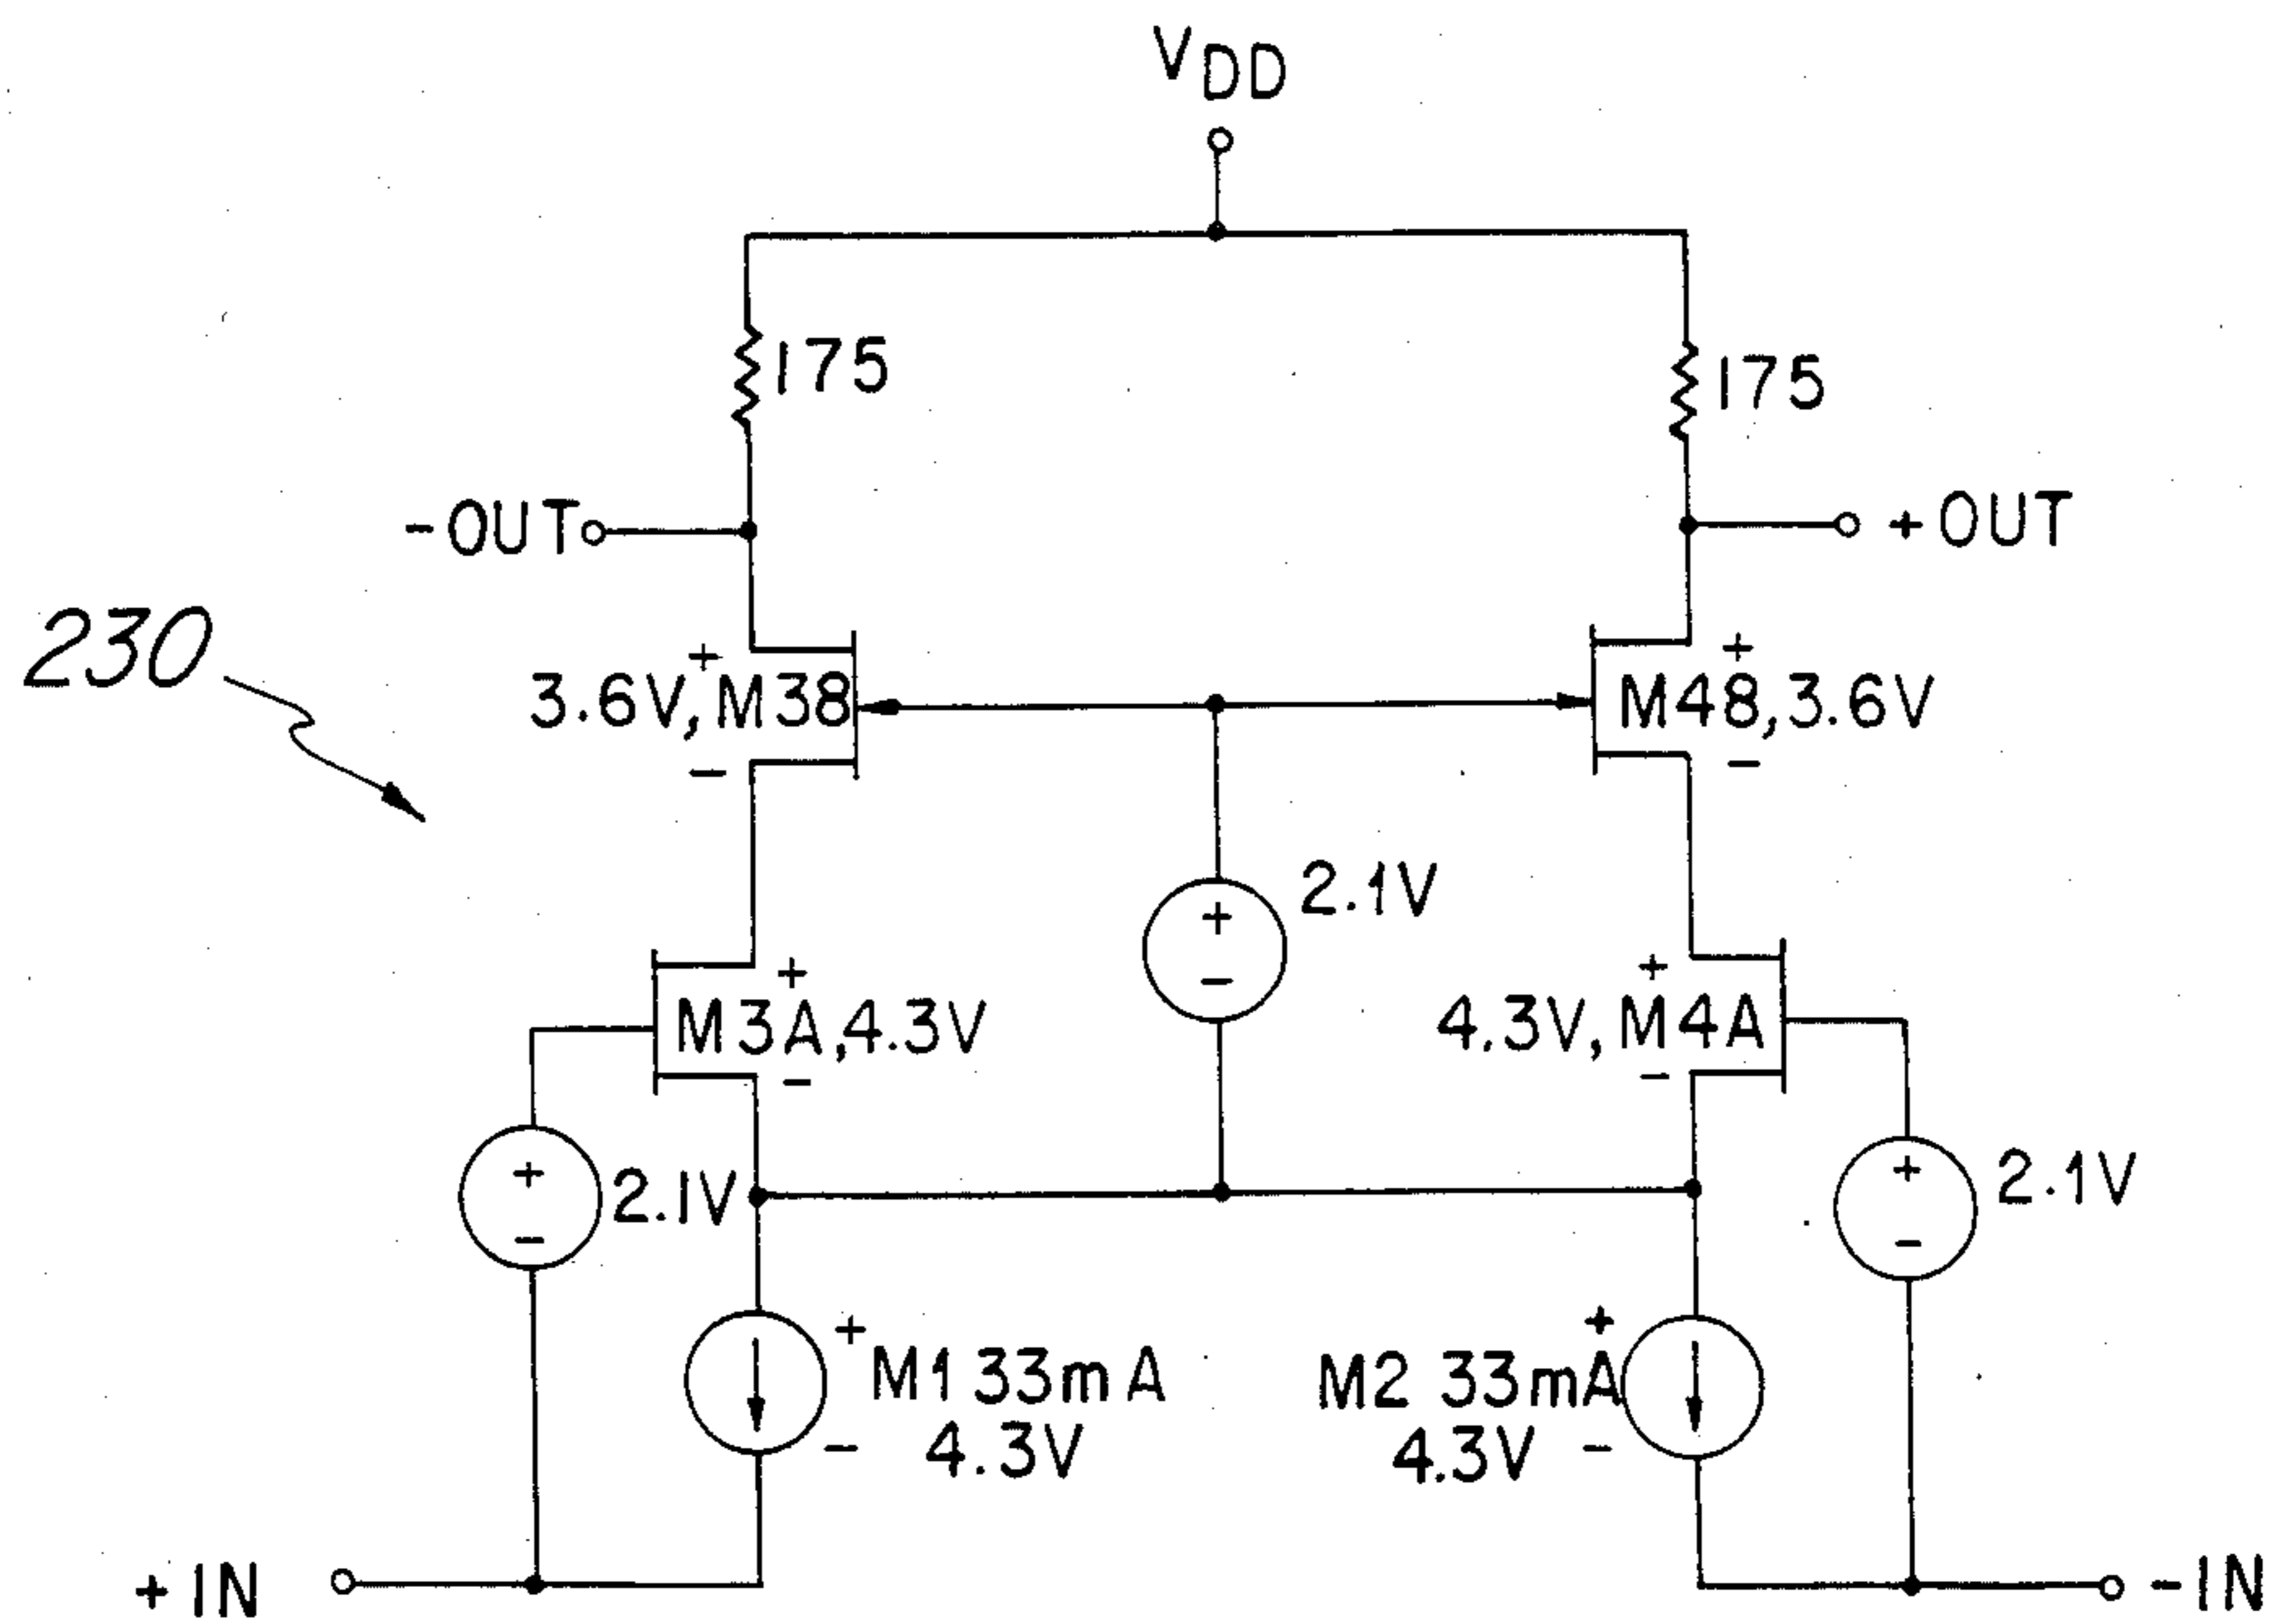 VDD
175
175
-OUT
+OUT
230
+
+
3.6V, M38
M48, 3.6V
-
-
2.1V
+
-
+
+
M3A, 4.3V
4.3V, M4A
-
-
+
2.1V
-
+
2.1V
-
+
M1 33mA
4.3V
-
+
M2 33mA
4.3V
-
+IN
-IN